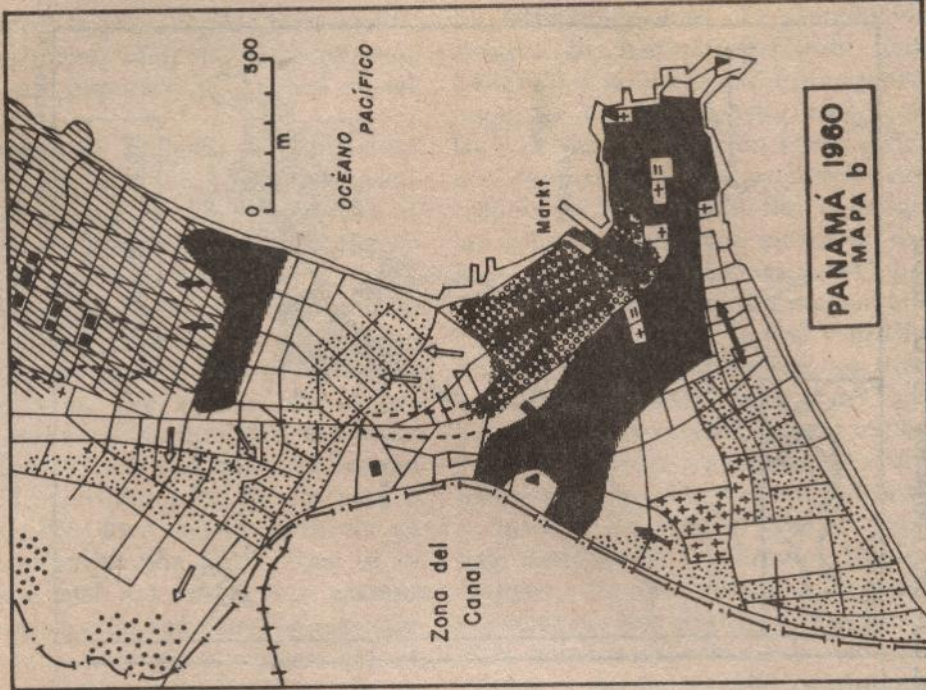 0 500
m
OCÉANO
PACÍFICO
Markt
Zona del
Canal
PANAMÁ 1960
MAPA b